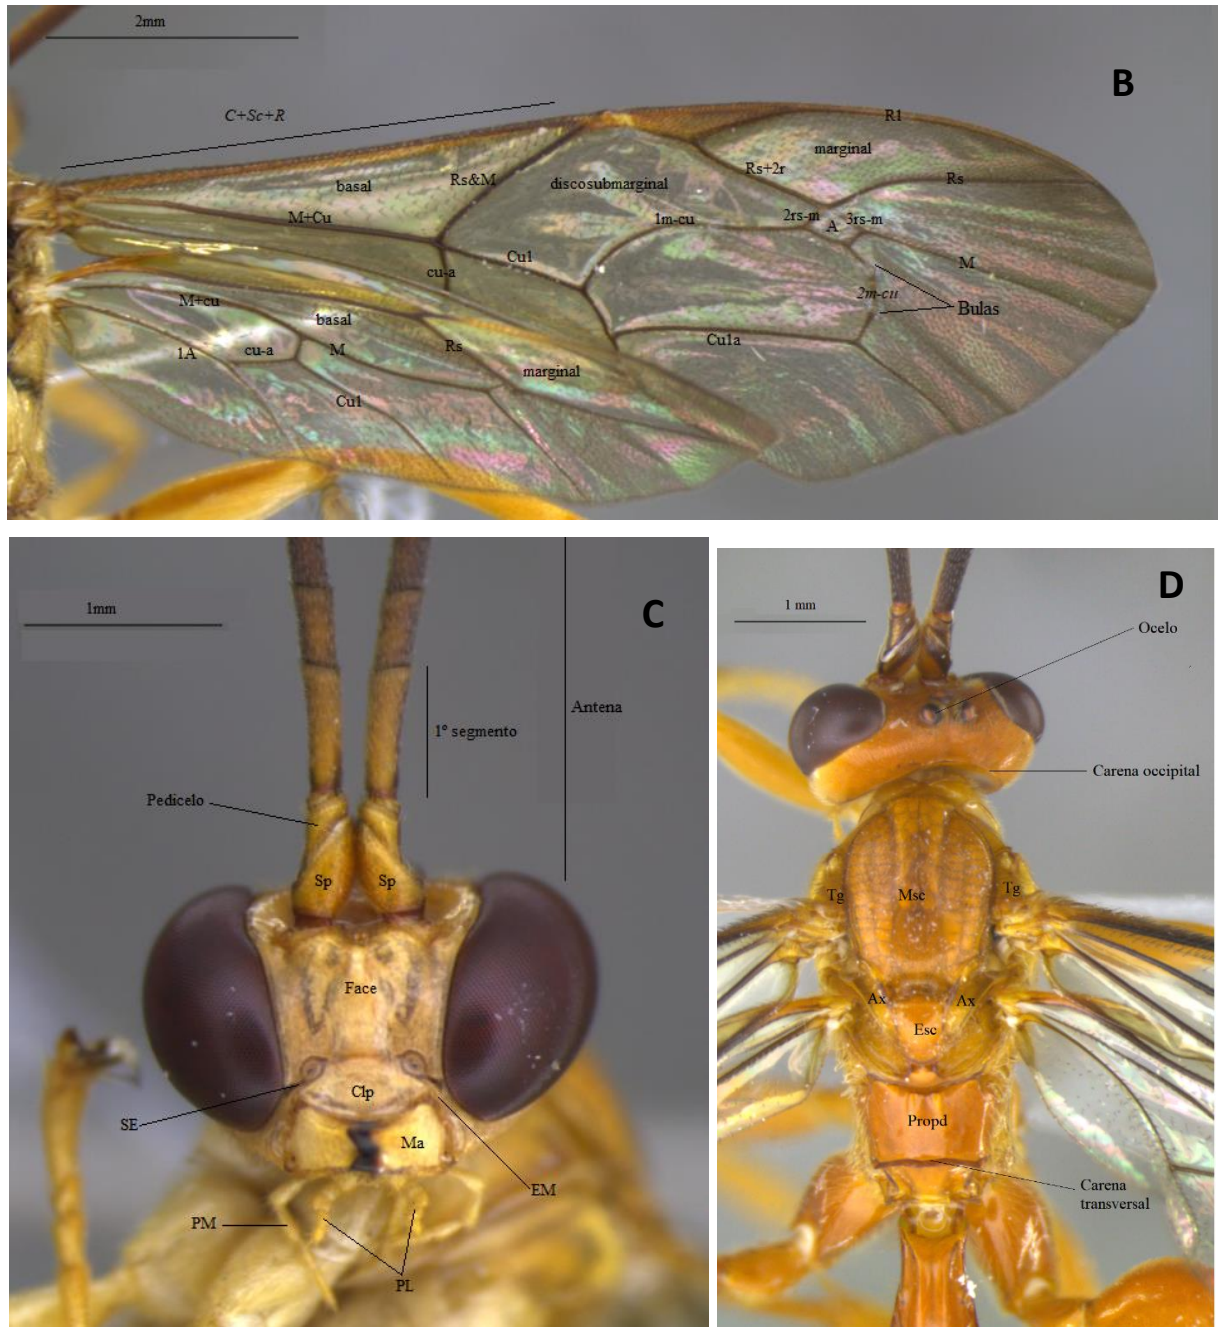 2mm
B
C+Sc+R
R1
marginal
Rs+2r
Rs
Rs&M
discosubmarginal
basal
M+Cu
1m-cu
2rs-m
3rs-m
A
Cu1
cu-a
M
2m-cu
Bulas
M+cu
basal
Cu1a
1A
cu-a
M
Rs
marginal
Cu1
1mm
C
Antena
1º segmento
Pedicelo
Sp
Sp
Face
Clp
SE
Ma
EM
PM
PL
1 mm
D
Ocelo
Carena occipital
Tg
Msc
Tg
Ax
Ax
Esc
Propd
Carena
transversal